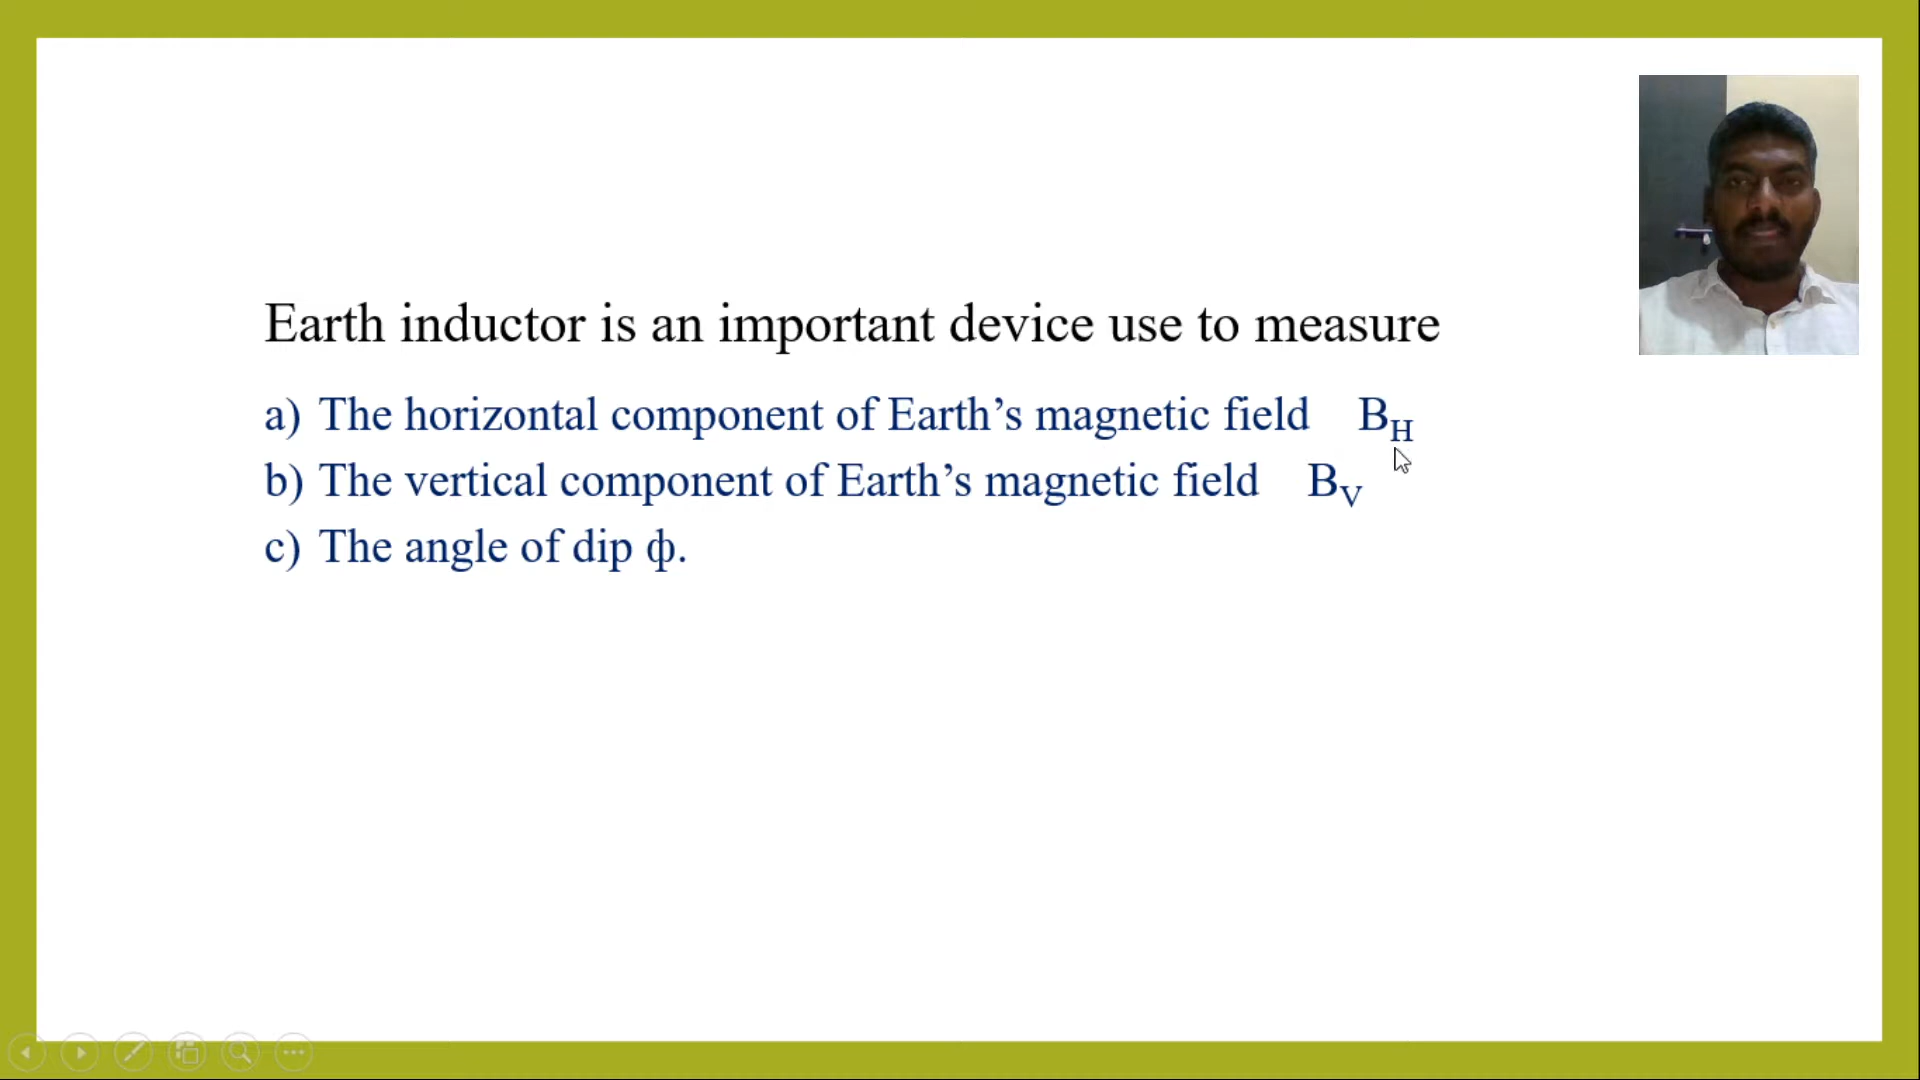 Earth inductor is an important device use to measure
a) The horizontal component of Earth’s magnetic field B_H
b) The vertical component of Earth’s magnetic field B_V
c) The angle of dip ф.